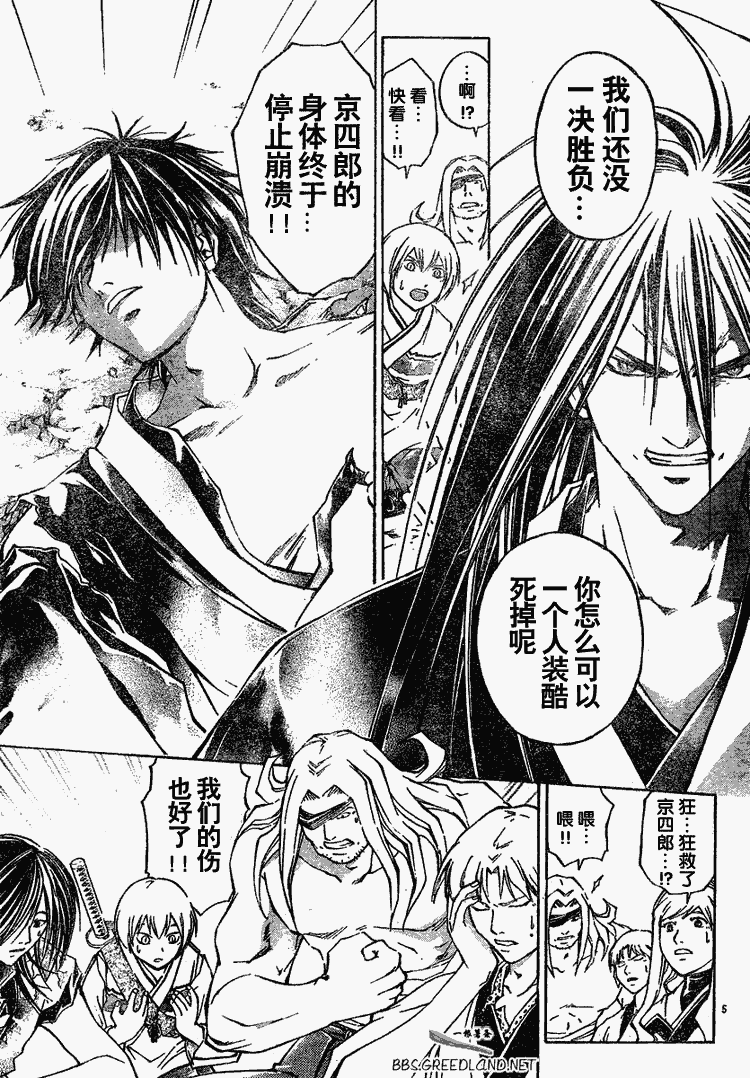 我们还没
一决胜负…
…啊!?
看…
快看…!!
京四郎的
身体终于…
停止崩溃
!!
你怎么可以
一个人装酷
死掉呢
狂…狂救了
京四郎…!?
喂…
喂!!
我们的伤
也好了!!
5
BBS.GREEDLAND.NET